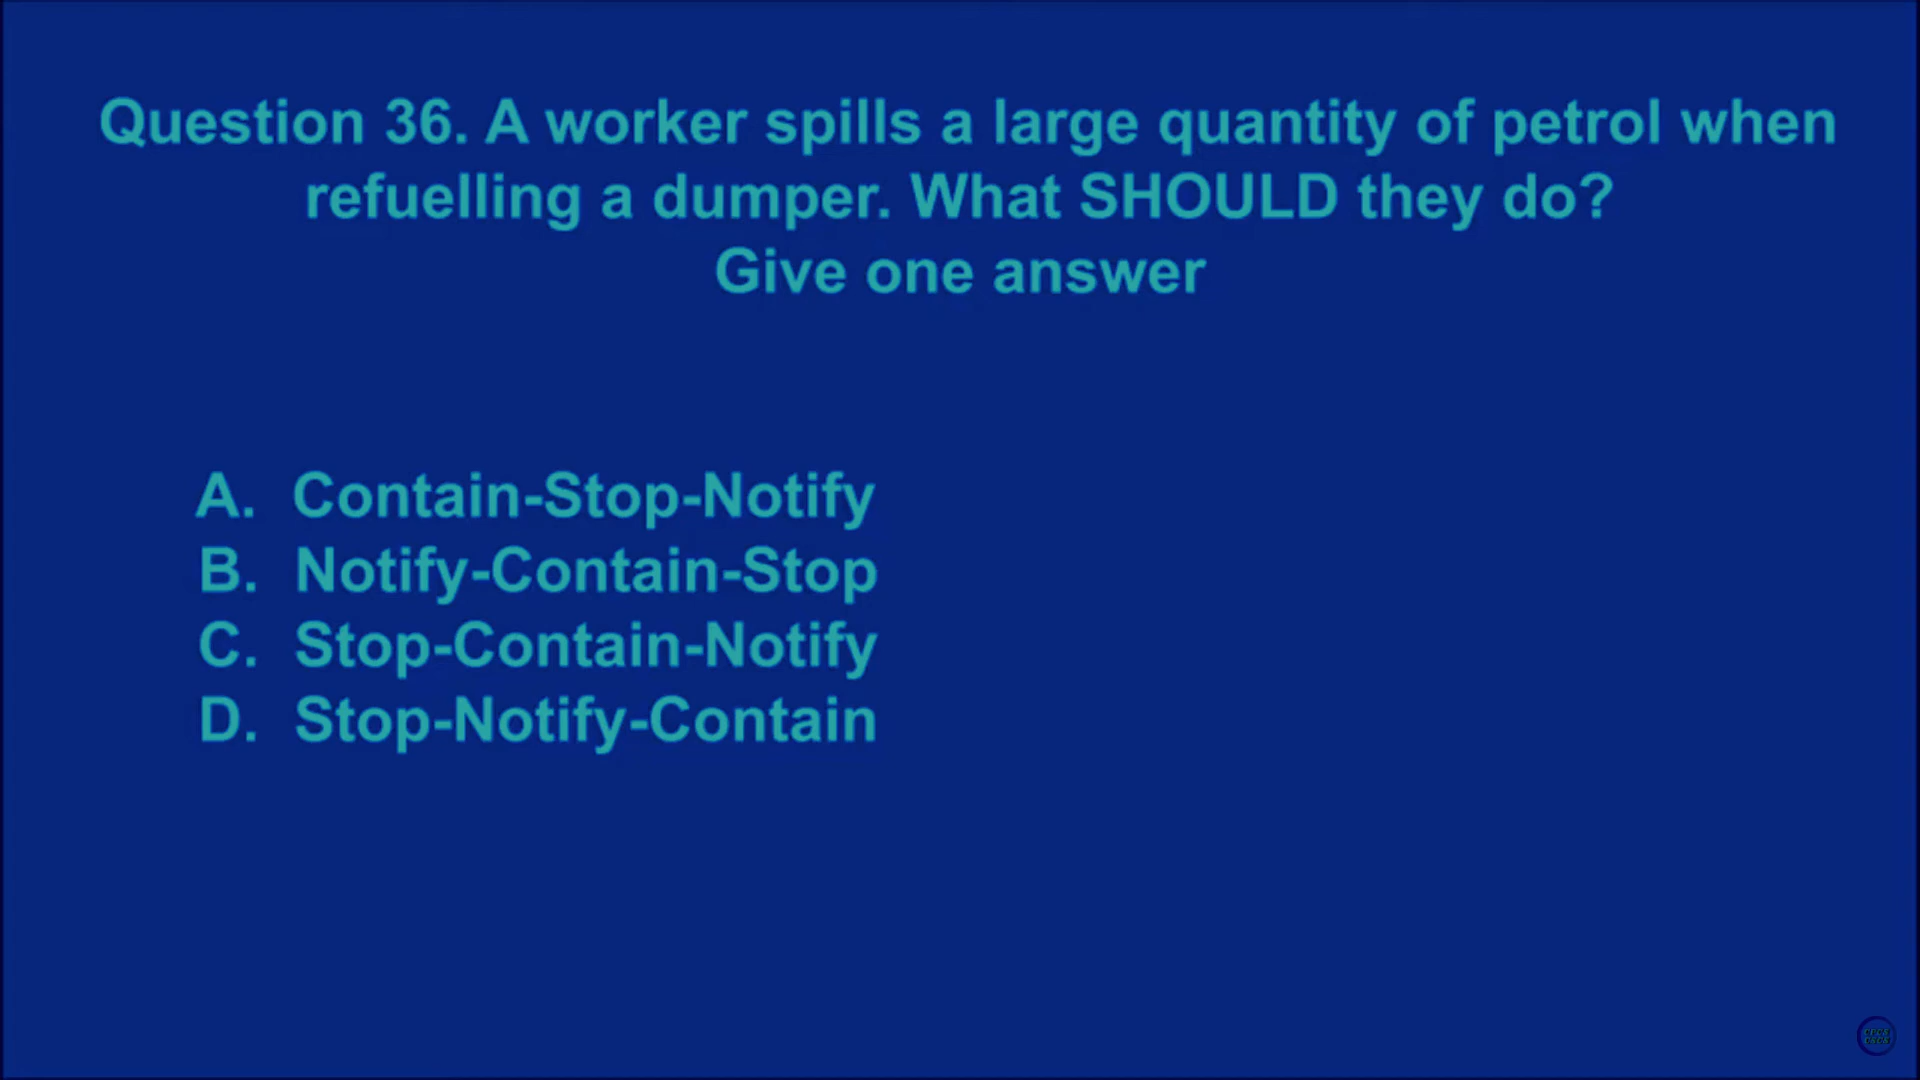 Question 36. A worker spills a large quantity of petrol when
refuelling a dumper. What SHOULD they do?
Give one answer
A. Contain-Stop-Notify
B. Notify-Contain-Stop
C. Stop-Contain-Notify
D. Stop-Notify-Contain